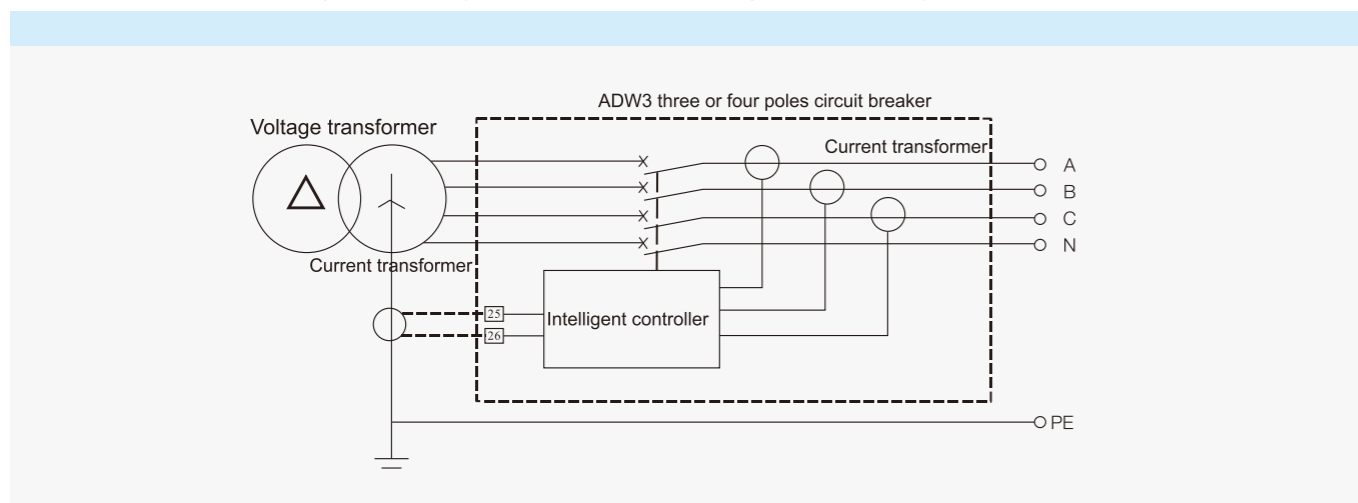 ADW3 three or four poles circuit breaker
Voltage transformer
Current transformer
A
B
C
N
Current transformer
25
Intelligent controller
26
PE